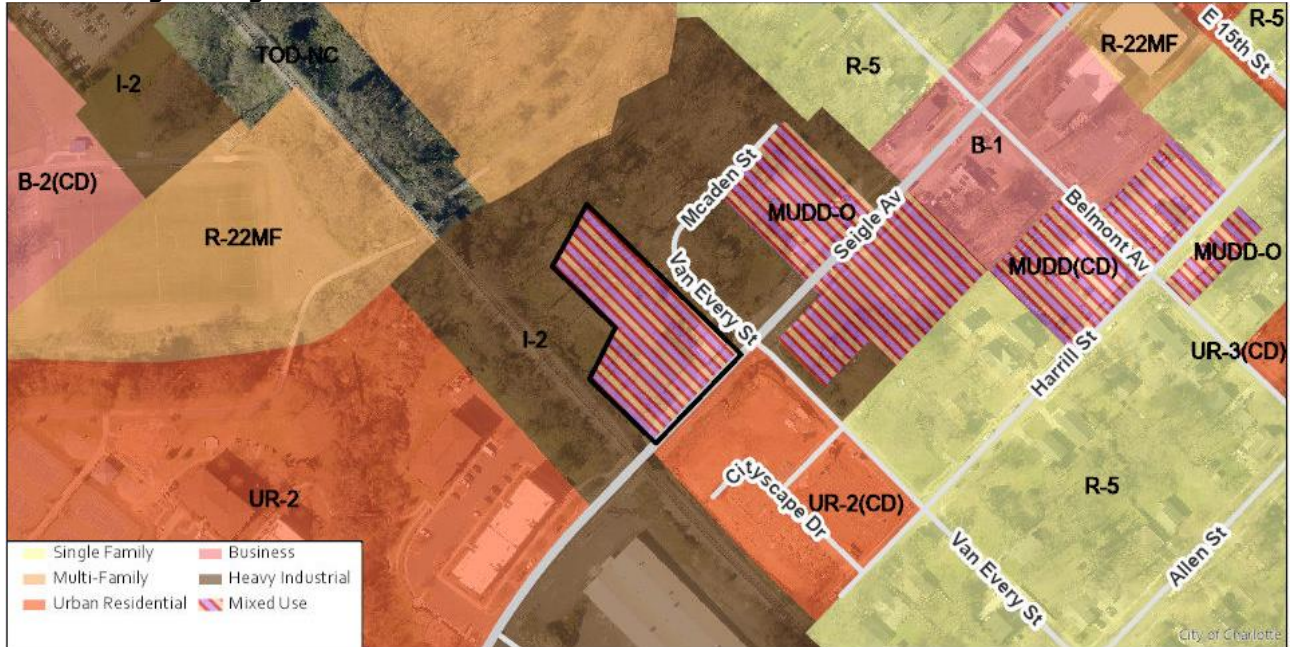 E 15th St
R-5
R-22MF
TOD-NC
R-5
I-2
B-1
Mcaden St
B-2(CD)
MUDD-O
Seigle Av
Belmont Av
R-22MF
MUDD-O
MUDD(CD)
Van Every St
I-2
Harrill St
UR-3(CD)
Cityscape Dr
R-5
UR-2
UR-2(CD)
Allen St
Van Every St
Single Family
Business
Multi-Family
Heavy Industrial
Urban Residential
Mixed Use
City of Charlotte